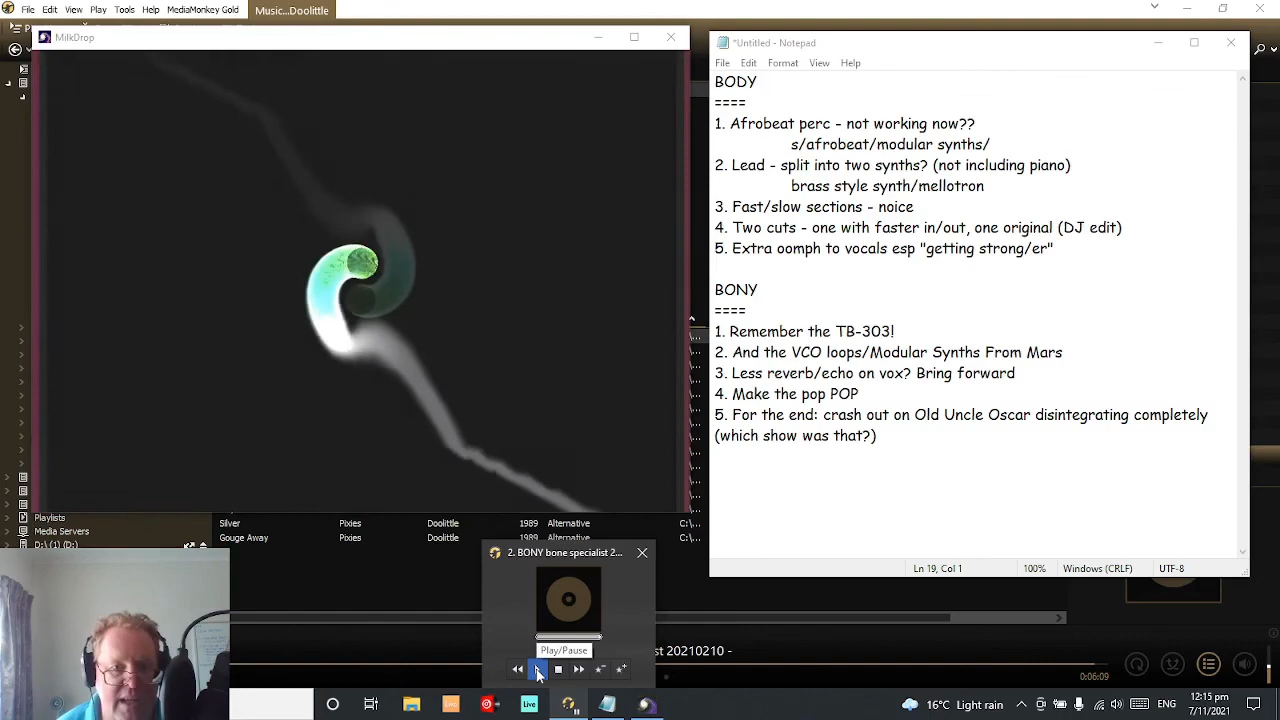 File Edit View Play Tools Help MediaMonkey Gold Music...Doolittle
MilkDrop
*Untitled - Notepad
File Edit Format View Help
BODY
====
1. Afrobeat perc - not working now??
s/afrobeat/modular synths/
2. Lead - split into two synths? (not including piano)
brass style synth/mellotron
3. Fast/slow sections - noice
4. Two cuts - one with faster in/out, one original (DJ edit)
5. Extra oomph to vocals esp "getting strong/er"
BONY
====
1. Remember the TB-303!
2. And the VCO loops/Modular Synths From Mars
3. Less reverb/echo on vox? Bring forward
4. Make the pop POP
5. For the end: crash out on Old Uncle Oscar disintegrating completely
(which show was that?)
Ln 19, Col 1 100% Windows (CRLF) UTF-8
Playlists
Media Servers
D:\ (1) (D:)
Silver Pixies Doolittle 1989 Alternative C:\...
Gouge Away Pixies Doolittle 1989 Alternative C:\...
2. BONY bone specialist 2...
Play/Pause
st 20210210 -
0:06:09
Live
Live
16°C Light rain
ENG
12:15 pm
7/11/2021